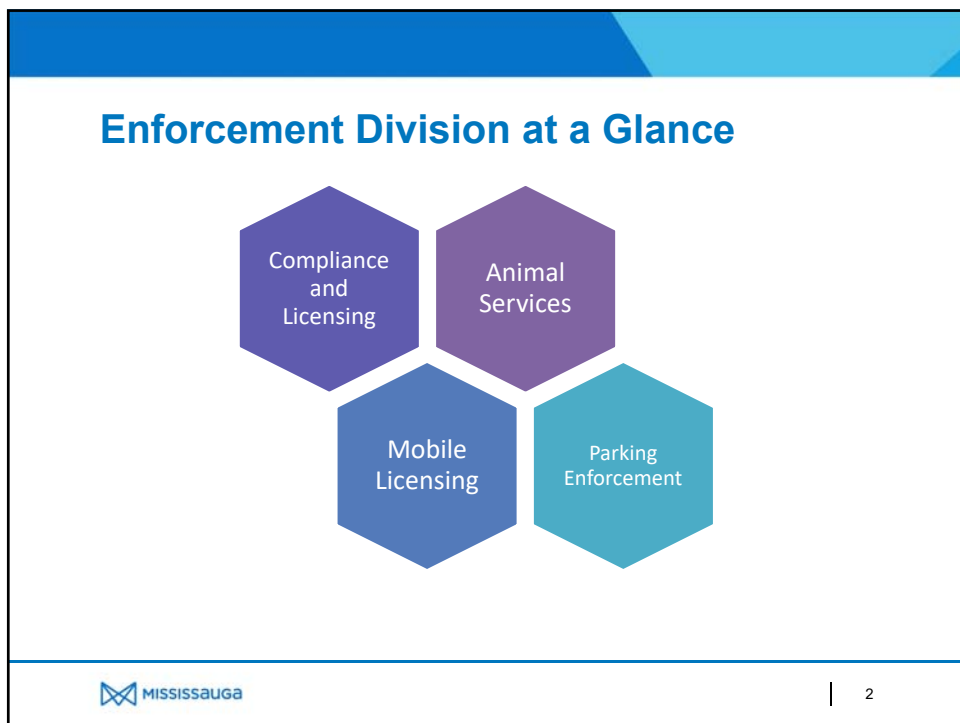 Enforcement Division at a Glance
Compliance
and
Licensing
Animal
Services
Mobile
Licensing
Parking
Enforcement
MISSISSAUGA
2